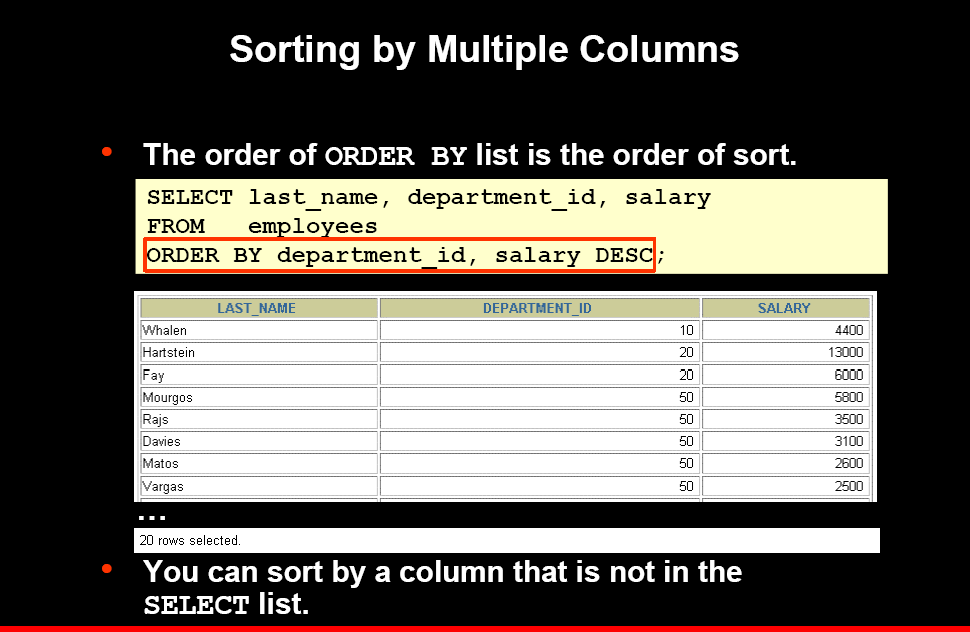 Sorting by Multiple Columns
• The order of ORDER BY list is the order of sort.
SELECT last_name, department_id, salary
FROM employees
ORDER BY department_id, salary DESC;
LAST_NAME DEPARTMENT_ID SALARY
Whalen 10 4400
Hartstein 20 13000
Fay 20 6000
Mourgos 50 5800
Rajs 50 3500
Davies 50 3100
Matos 50 2600
Vargas 50 2500
...
20 rows selected.
• You can sort by a column that is not in the
SELECT list.